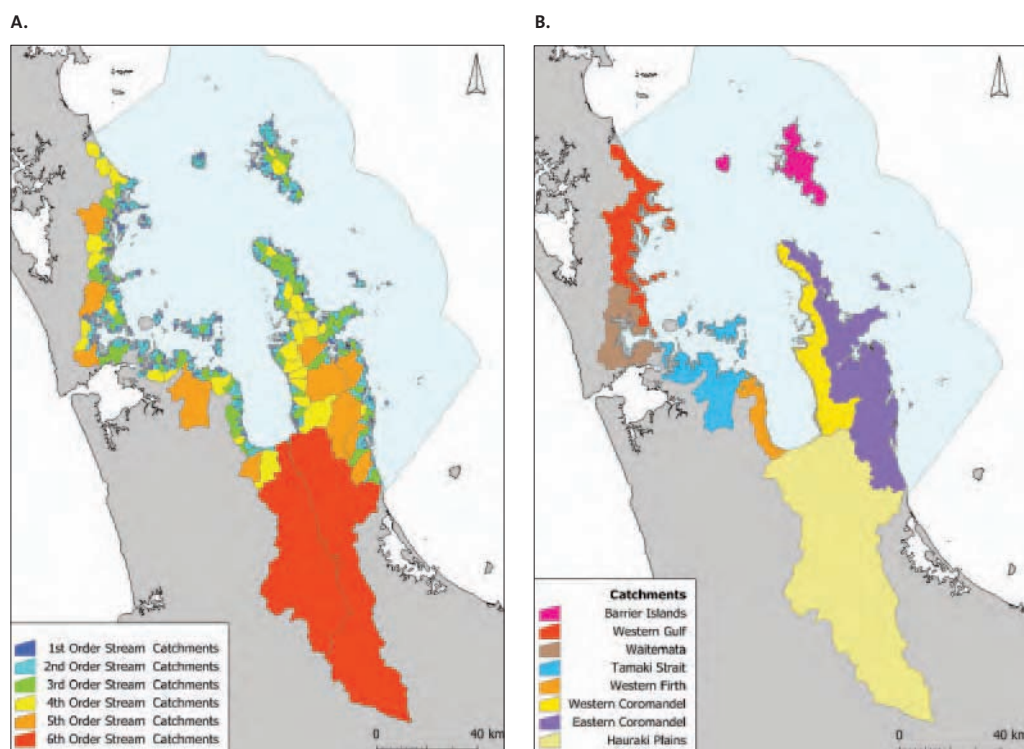 A.
B.
1st Order Stream Catchments
2nd Order Stream Catchments
3rd Order Stream Catchments
4th Order Stream Catchments
5th Order Stream Catchments
6th Order Stream Catchments
0 40 km
Catchments
Barrier Islands
Western Gulf
Waitemata
Tamaki Strait
Western Firth
Western Coromandel
Eastern Coromandel
Hauraki Plains
0 40 km